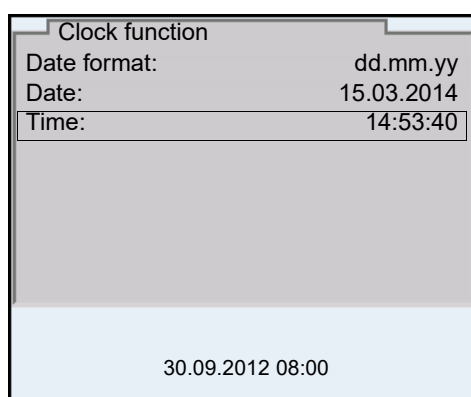 Clock function
Date format: dd.mm.yy
Date: 15.03.2014
Time: 14:53:40
30.09.2012 08:00